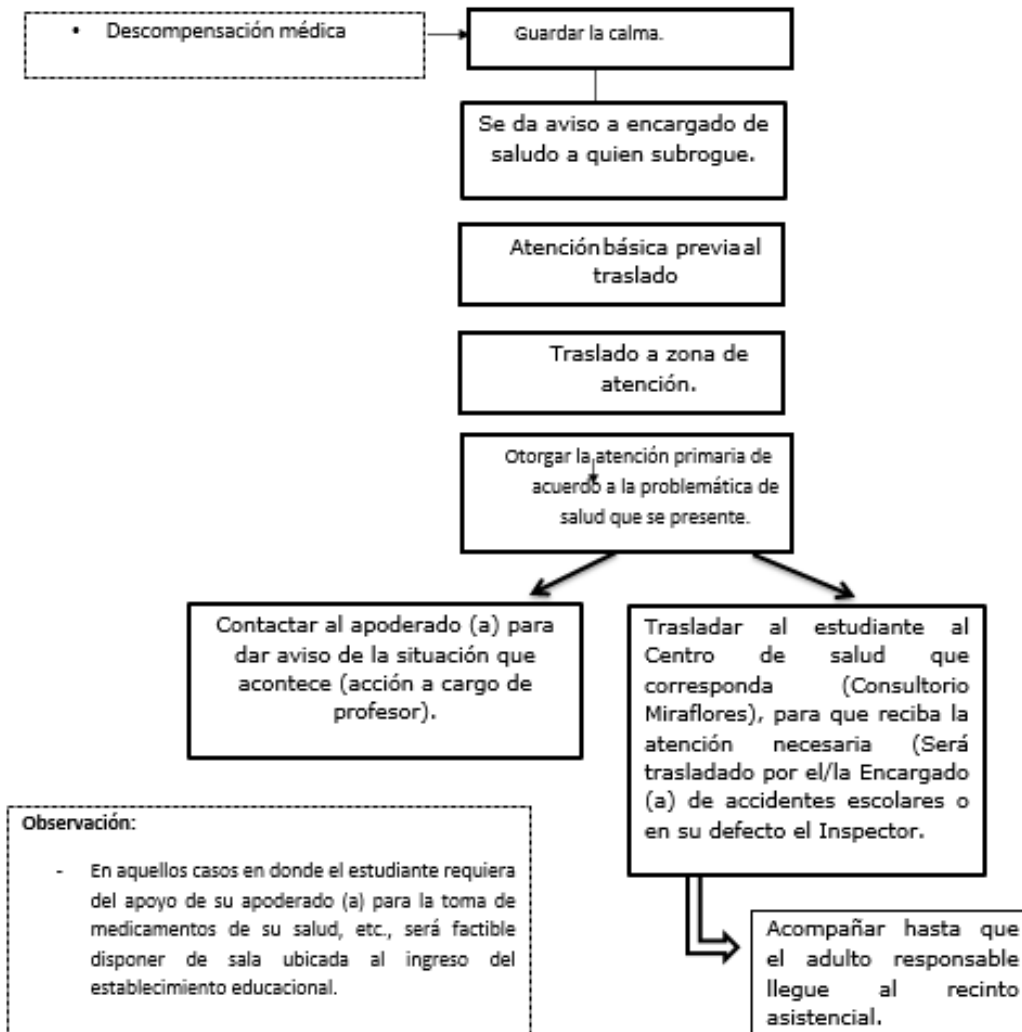 • Descompensación médica
Guardar la calma.
Se da aviso a encargado de
saludo a quien subrogue.
Atención básica previa al
traslado
Traslado a zona de
atención.
Otorgar la atención primaria de
acuerdo a la problemática de
salud que se presente.
Contactar al apoderado (a) para
dar aviso de la situación que
acontece (acción a cargo de
profesor).
Trasladar al estudiante al
Centro de salud que
corresponda (Consultorio
Miraflores), para que reciba la
atención necesaria (Será
trasladado por el/la Encargado
(a) de accidentes escolares o
en su defecto el Inspector.
Observación:
- En aquellos casos en donde el estudiante requiera
del apoyo de su apoderado (a) para la toma de
medicamentos de su salud, etc., será factible
disponer de sala ubicada al ingreso del
establecimiento educacional.
Acompañar hasta que
el adulto responsable
llegue al recinto
asistencial.